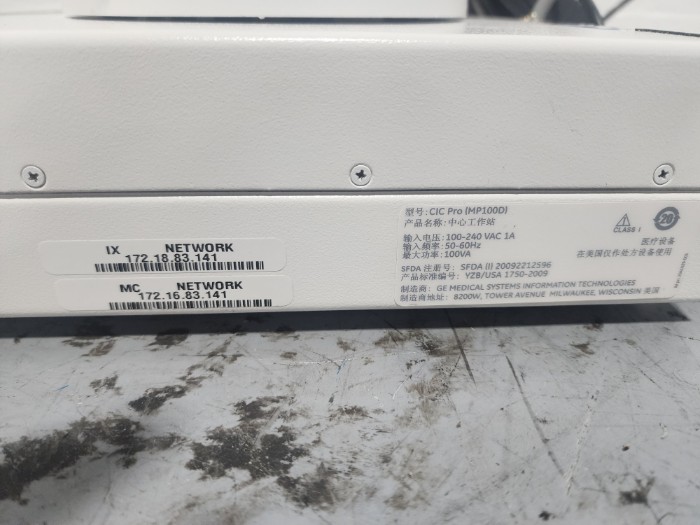 IX NETWORK
172.18.83.141
MC NETWORK
172.16.83.141
型号: CIC Pro (MP100D)
产品名称: 中心工作站
输入电压: 100-240 VAC 1A
输入频率: 50-60Hz
最大功率: 100VA
SFDA 注册号: SFDA (I) 20092212596
产品标准编号: YZB/USA 1750-2009
制造商: GE MEDICAL SYSTEMS INFORMATION TECHNOLOGIES
制造商地址: 8200W, TOWER AVENUE MILWAUKEE, WISCONSIN 美国
CLASS I
20
医疗设备
在美国仅作处方设备使用